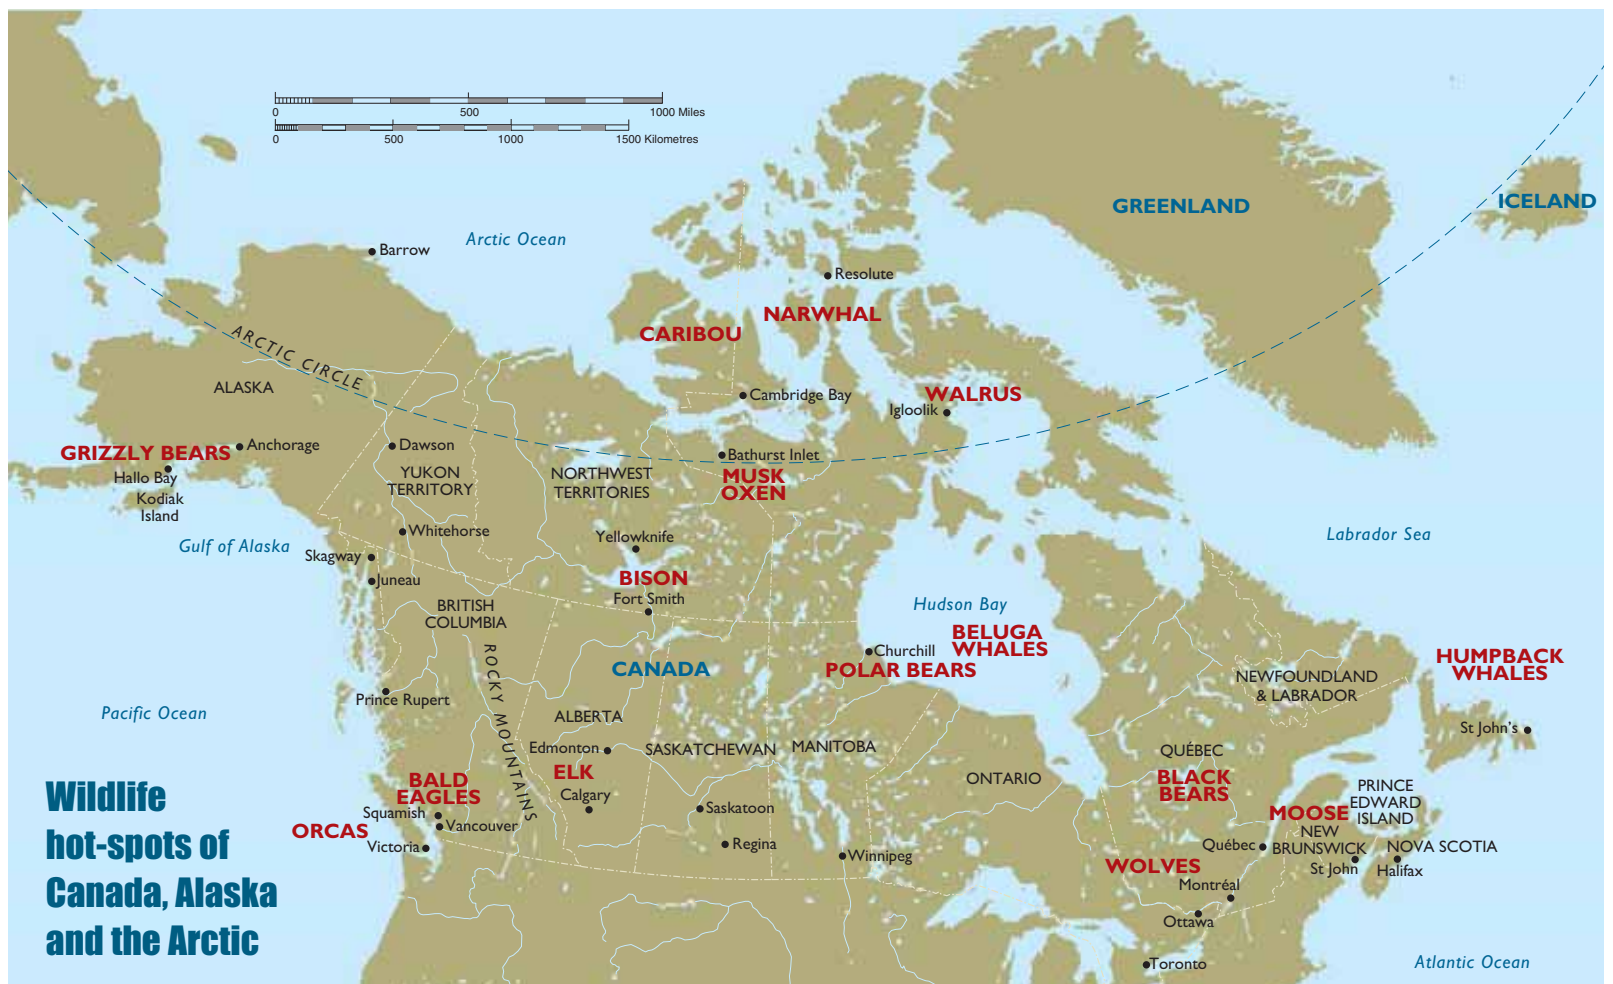 0 500 1000 Miles
0 500 1000 1500 Kilometres
GREENLAND
ICELAND
Arctic Ocean
Barrow
Resolute
NARWHAL
CARIBOU
ARCTIC CIRCLE
ALASKA
Cambridge Bay
WALRUS
Igloolik
GRIZZLY BEARS
Anchorage
Dawson
Bathurst Inlet
Hallo Bay
YUKON
TERRITORY
NORTHWEST
TERRITORIES
MUSK
OXEN
Kodiak
Island
Whitehorse
Yellowknife
Labrador Sea
Gulf of Alaska
Skagway
Juneau
BISON
Fort Smith
BRITISH
COLUMBIA
Hudson Bay
BELUGA
WHALES
Churchill
POLAR BEARS
CANADA
ROCKY MOUNTAINS
HUMPBACK
WHALES
NEWFOUNDLAND
& LABRADOR
Prince Rupert
Pacific Ocean
ALBERTA
St John's
Edmonton
SASKATCHEWAN
MANITOBA
QUÉBEC
ONTARIO
ELK
Calgary
BALD
EAGLES
BLACK
BEARS
PRINCE
EDWARD
ISLAND
Squamish
Vancouver
Saskatoon
MOOSE
ORCAS
Victoria
Regina
Winnipeg
Québec
NEW
BRUNSWICK
NOVA SCOTIA
St John
Halifax
WOLVES
Montréal
Ottawa
Toronto
Atlantic Ocean
Wildlife
hot-spots of
Canada, Alaska
and the Arctic